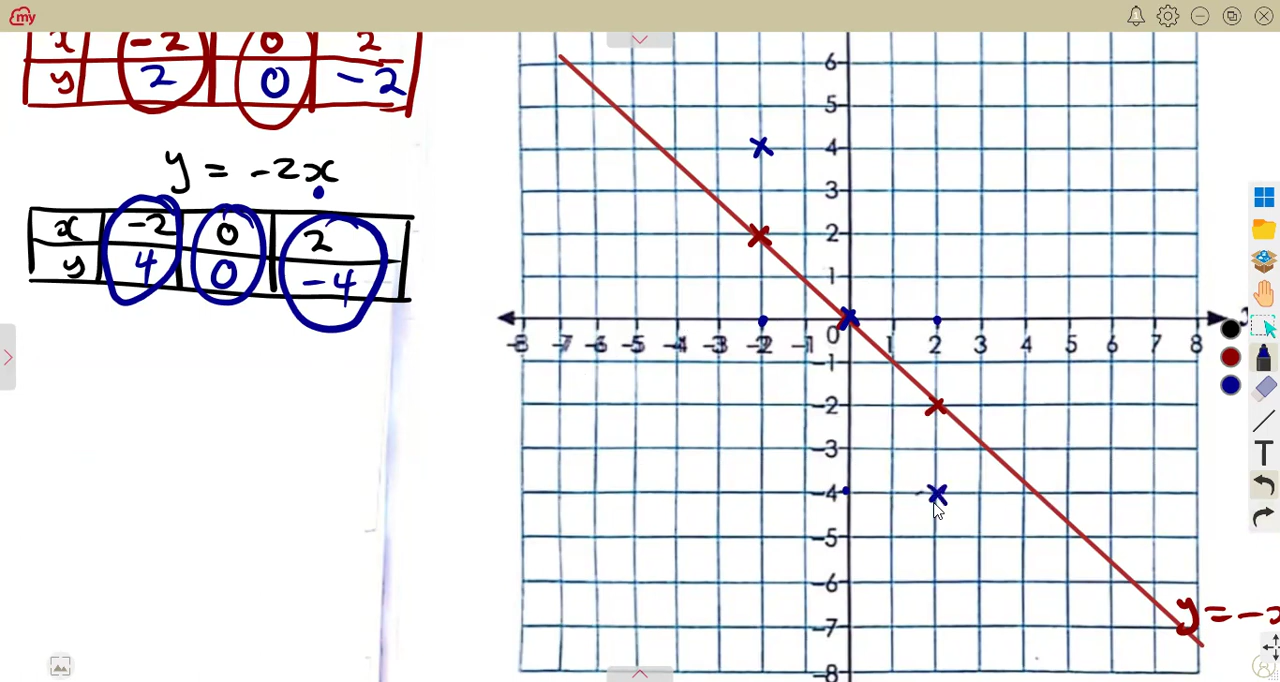 my
x -2 0 2
y 2 0 -2
y = -2x
x -2 0 2
y 4 0 -4
6
5
4
3
2
1
-8 -7 -6 -5 -4 -3 -2 -1 0 1 2 3 4 5 6 7 8
-1
-2
-3
-4
-5
-6
-7
-8
y = -x
T